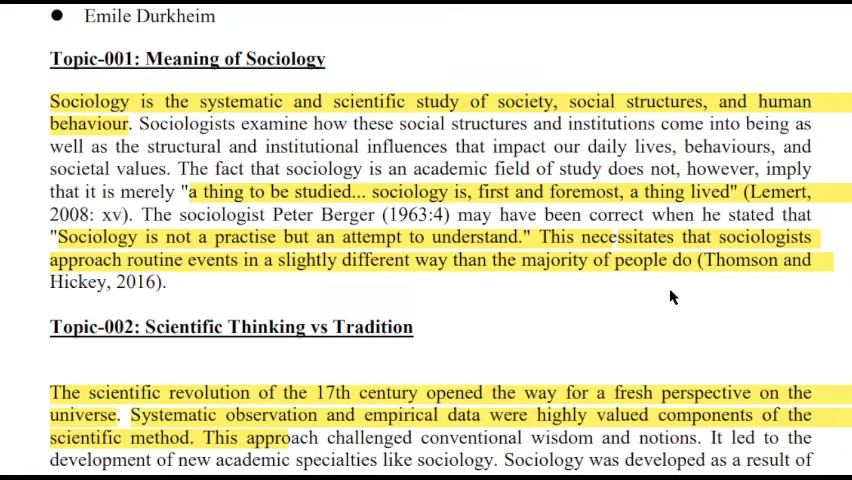 ● Emile Durkheim
Topic-001: Meaning of Sociology
Sociology is the systematic and scientific study of society, social structures, and human
behaviour. Sociologists examine how these social structures and institutions come into being as
well as the structural and institutional influences that impact our daily lives, behaviours, and
societal values. The fact that sociology is an academic field of study does not, however, imply
that it is merely "a thing to be studied... sociology is, first and foremost, a thing lived" (Lemert,
2008: xv). The sociologist Peter Berger (1963:4) may have been correct when he stated that
"Sociology is not a practise but an attempt to understand." This necessitates that sociologists
approach routine events in a slightly different way than the majority of people do (Thomson and
Hickey, 2016).
Topic-002: Scientific Thinking vs Tradition
The scientific revolution of the 17th century opened the way for a fresh perspective on the
universe. Systematic observation and empirical data were highly valued components of the
scientific method. This approach challenged conventional wisdom and notions. It led to the
development of new academic specialties like sociology. Sociology was developed as a result of